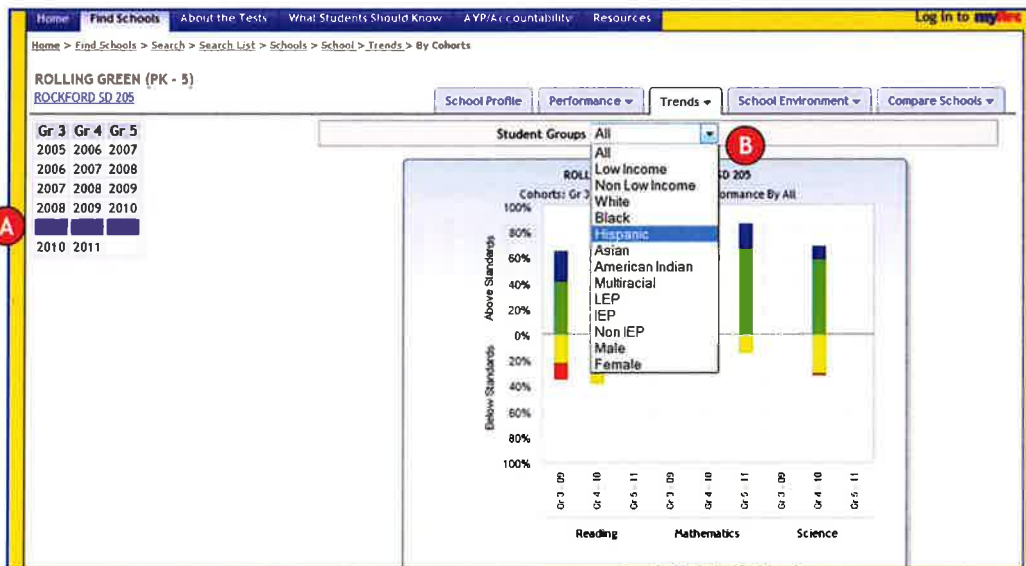 Home Find Schools About the Tests What Students Should Know AYP/Accountability Resources Log in to
Home > Find Schools > Search > Search List > Schools > School > Trends > By Cohorts
ROLLING GREEN (PK - 5)
ROCKFORD SD 205
School Profile Performance Trends School Environment Compare Schools
Gr 3 Gr 4 Gr 5
2005 2006 2007
2006 2007 2008
2007 2008 2009
2008 2009 2010
2010 2011
A
Student Groups All
B
All
Low Income
Non Low Income
White
Black
Hispanic
Asian
American Indian
Multiracial
LEP
IEP
Non IEP
Male
Female
ROLL SD 205
Cohorts: Gr 3 ormance By All
Above Standards
Below Standards
100%
80%
60%
40%
20%
0%
20%
40%
60%
80%
100%
Gr 3 - 09 Gr 4 - 10 Gr 5 - 11 Gr 3 - 09 Gr 4 - 10 Gr 5 - 11 Gr 3 - 09 Gr 4 - 10 Gr 5 - 11
Reading Mathematics Science